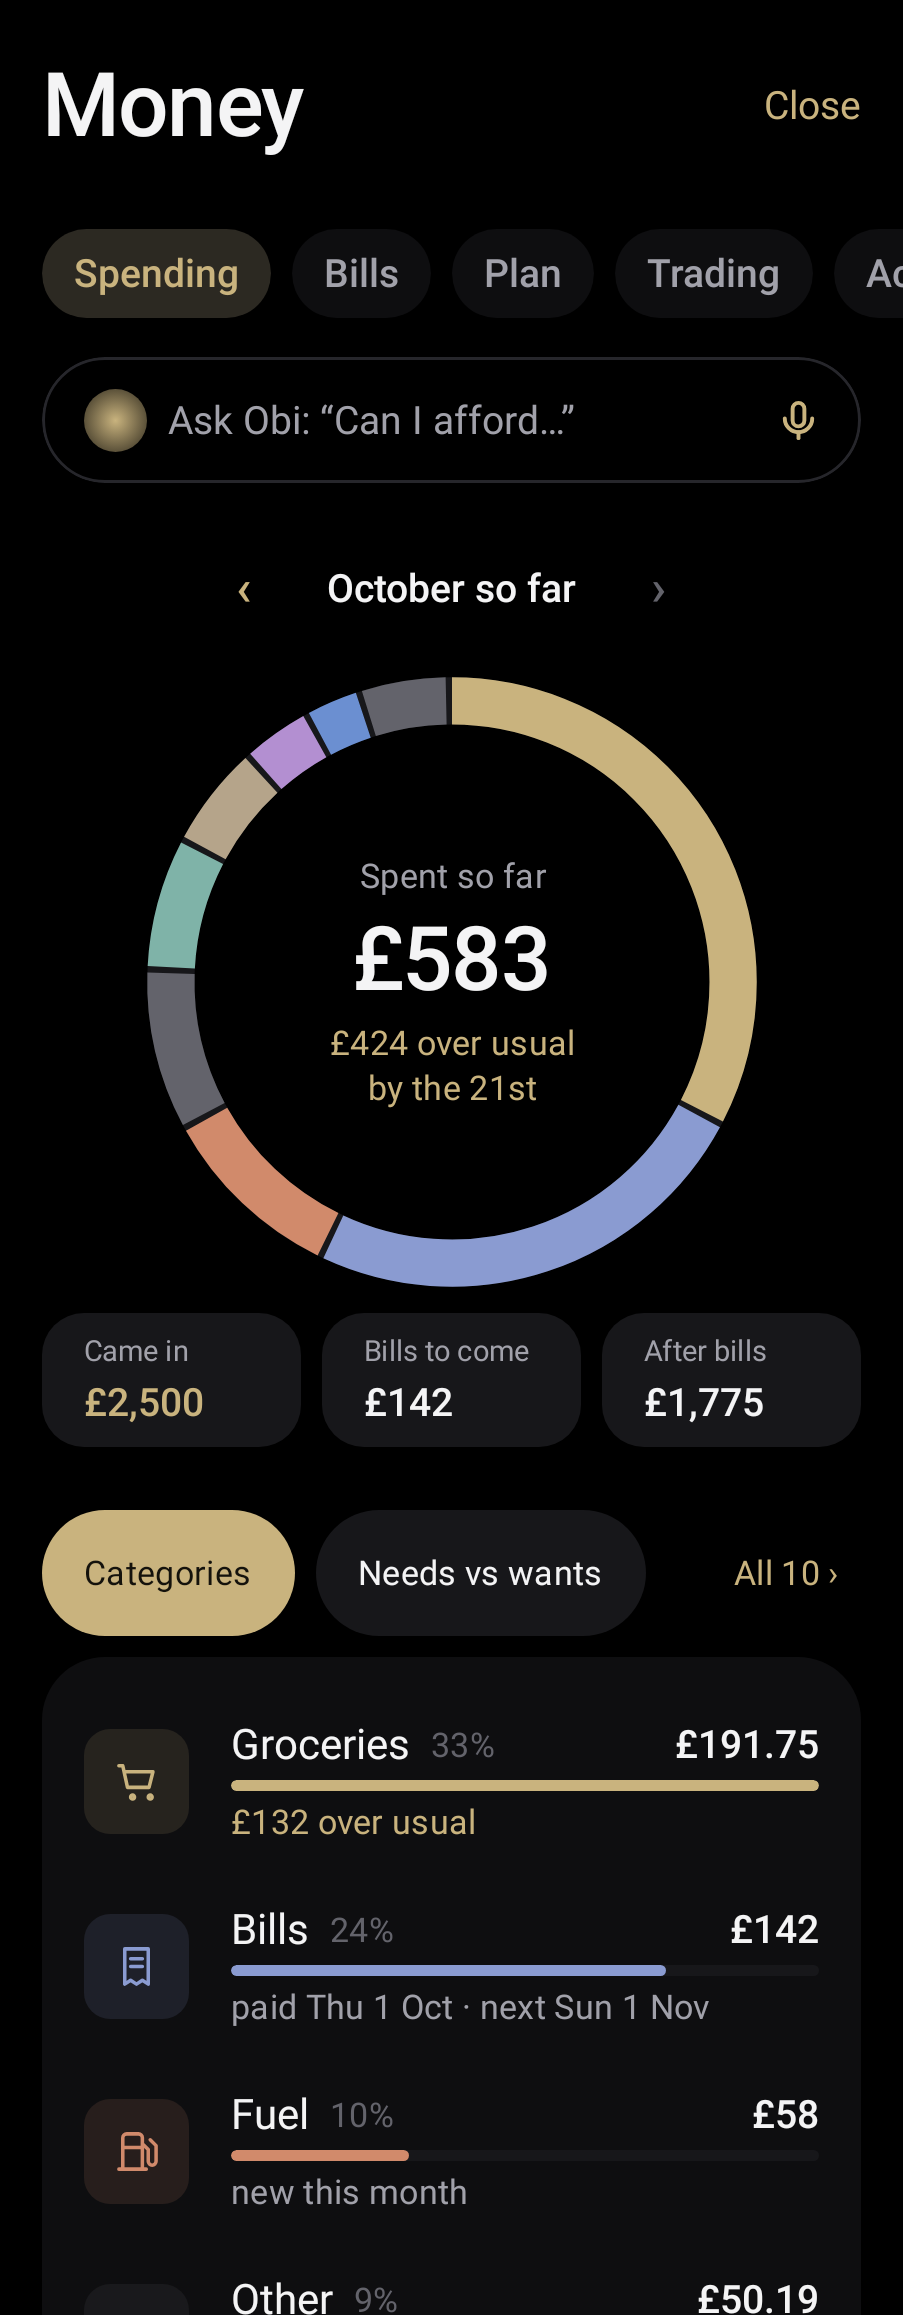 Money
Close
Spending
Bills
Plan
Trading
Ask Obi: “Can I afford…”
‹ October so far ›
Spent so far
£583
£424 over usual
by the 21st
Came in
£2,500
Bills to come
£142
After bills
£1,775
Categories
Needs vs wants
All 10 ›
Groceries 33% £191.75
£132 over usual
Bills 24% £142
paid Thu 1 Oct · next Sun 1 Nov
Fuel 10% £58
new this month
Other 9% £50.19